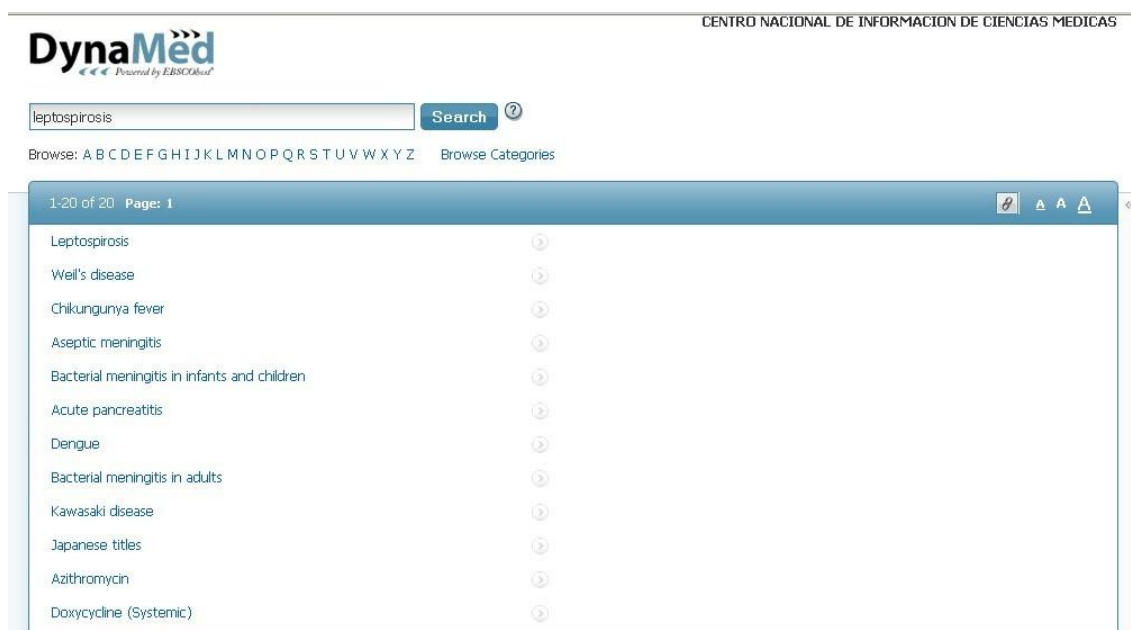 CENTRO NACIONAL DE INFORMACION DE CIENCIAS MEDICAS
DynaMed
Powered by EBSCOhost
leptospirosis Search ?
Browse: A B C D E F G H I J K L M N O P Q R S T U V W X Y Z Browse Categories
1-20 of 20 Page: 1 A A A
Leptospirosis
Weil's disease
Chikungunya fever
Aseptic meningitis
Bacterial meningitis in infants and children
Acute pancreatitis
Dengue
Bacterial meningitis in adults
Kawasaki disease
Japanese titles
Azithromycin
Doxycycline (Systemic)